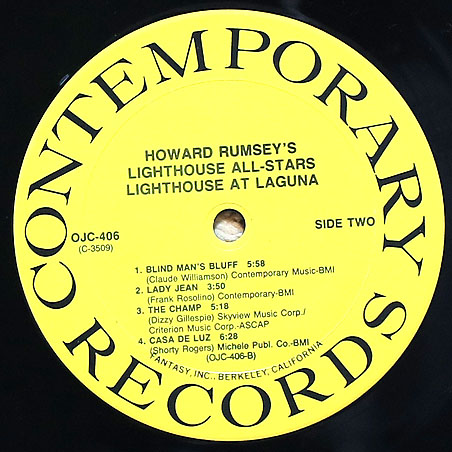 CONTEMPORARY RECORDS
HOWARD RUMSEY'S
LIGHTHOUSE ALL-STARS
LIGHTHOUSE AT LAGUNA
OJC-406
(C-3509)
SIDE TWO
1. BLIND MAN'S BLUFF 5:58
(Claude Williamson) Contemporary Music-BMI
2. LADY JEAN 3:50
(Frank Rosolino) Contemporary-BMI
3. THE CHAMP 5:18
(Dizzy Gillespie) Skyview Music Corp./
Criterion Music Corp.-ASCAP
4. CASA DE LUZ 6:28
(Shorty Rogers) Michele Publ. Co.-BMI
(OJC-406-B)
FANTASY, INC., BERKELEY, CALIFORNIA